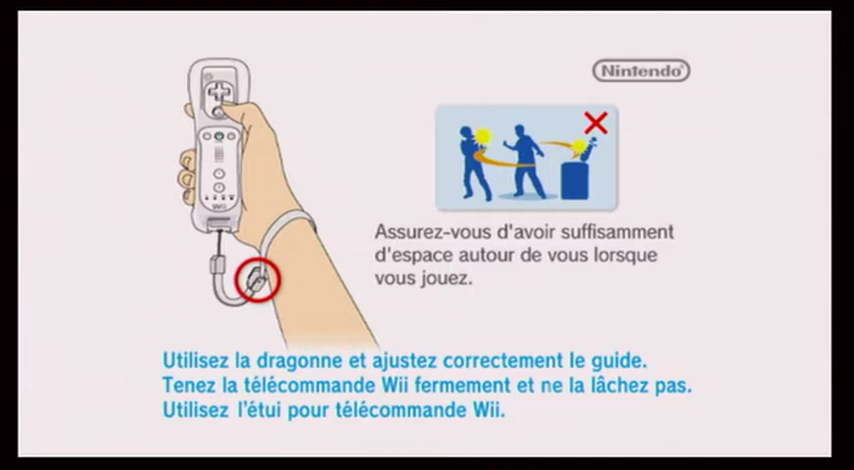 Nintendo®
Assurez-vous d'avoir suffisamment
d'espace autour de vous lorsque
vous jouez.
Wii
Utilisez la dragonne et ajustez correctement le guide.
Tenez la télécommande Wii fermement et ne la lâchez pas.
Utilisez l'étui pour télécommande Wii.